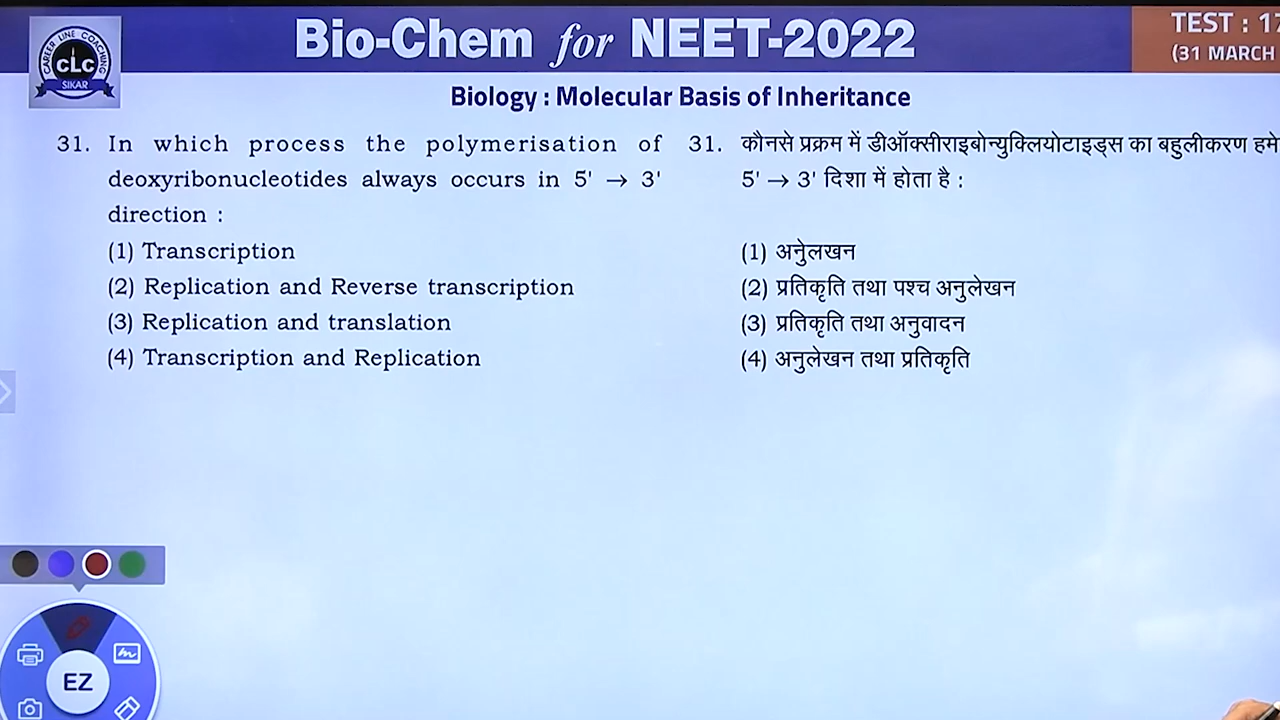 CAREER LINE COACHING
CLC
SIKAR
Bio-Chem for NEET-2022
TEST : 17
(31 MARCH
Biology : Molecular Basis of Inheritance
31. In which process the polymerisation of
deoxyribonucleotides always occurs in 5' → 3'
direction :
(1) Transcription
(2) Replication and Reverse transcription
(3) Replication and translation
(4) Transcription and Replication
31. कौनसे प्रक्रम में डीऑक्सीराइबोन्युक्लियोटाइड्स का बहुलीकरण हमे
5' → 3' दिशा में होता है :
(1) अनुेलखन
(2) प्रतिकृति तथा पश्च अनुलेखन
(3) प्रतिकृति तथा अनुवादन
(4) अनुलेखन तथा प्रतिकृति
EZ